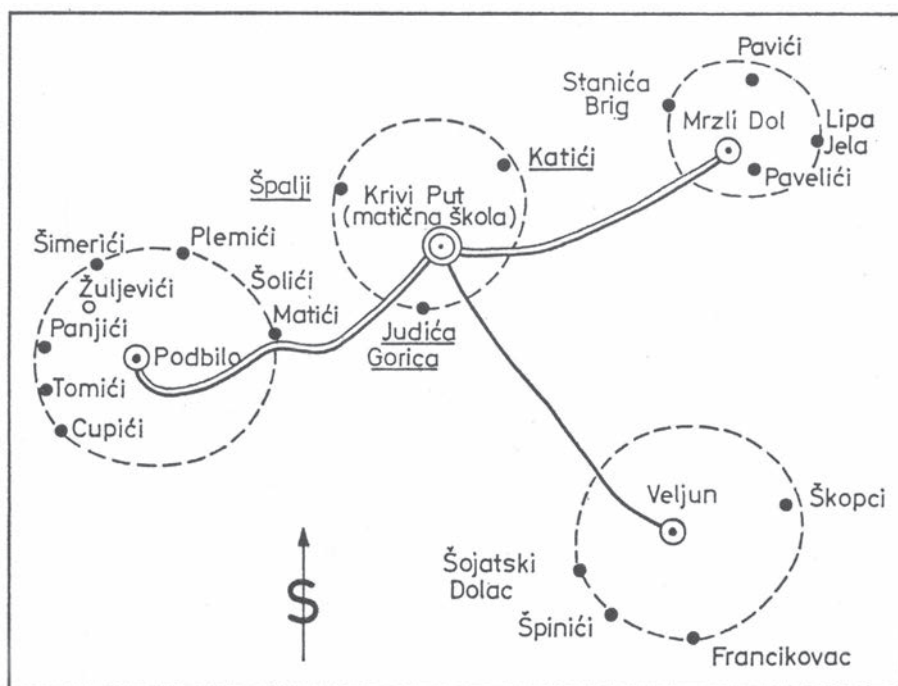 Pavići
Stanića
Brig
Mrzli Dol
Lipa
Jela
Pavelići
Katići
Špalji
Krivi Put
(matična škola)
Judića
Gorica
Plemići
Šimerići
Žuljevići
Šolići
Matići
Panjići
Podbilo
Tomići
Cupići
Veljun
Škopci
Šojatski
Dolac
Špinići
Francikovac
S